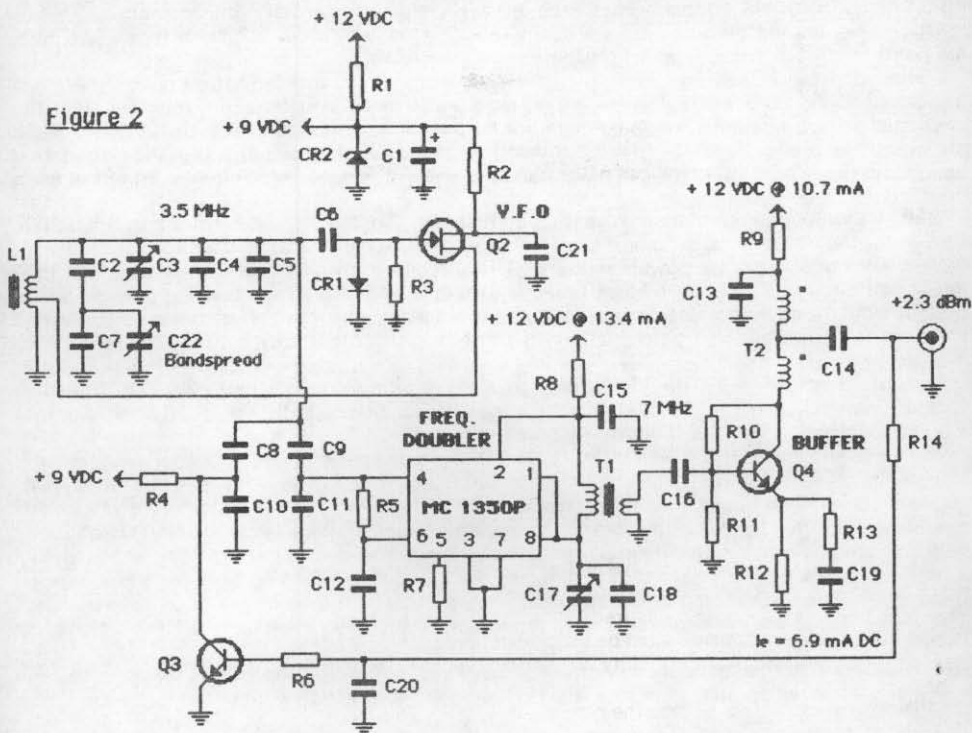 + 12 VDC
R1
Figure 2
+ 9 VDC
CR2
C1
+
R2
3.5 MHz
C6
V.F.O
Q2
C21
+ 12 VDC @ 10.7 mA
R9
L1
C2
C3
C4
C5
CR1
R3
C13
+2.3 dBm
C7
C22
Bandspread
+ 12 VDC @ 13.4 mA
T2
C14
R8
C15
7 MHz
FREQ.
DOUBLER
R10
BUFFER
R14
C8
C9
+ 9 VDC
R4
T1
C16
Q4
C10
C11
R5
4
2
1
MC 1350P
6
5
3
7
8
R11
R13
C12
R7
C17
C18
R12
C19
Ie = 6.9 mA DC
Q3
R6
C20